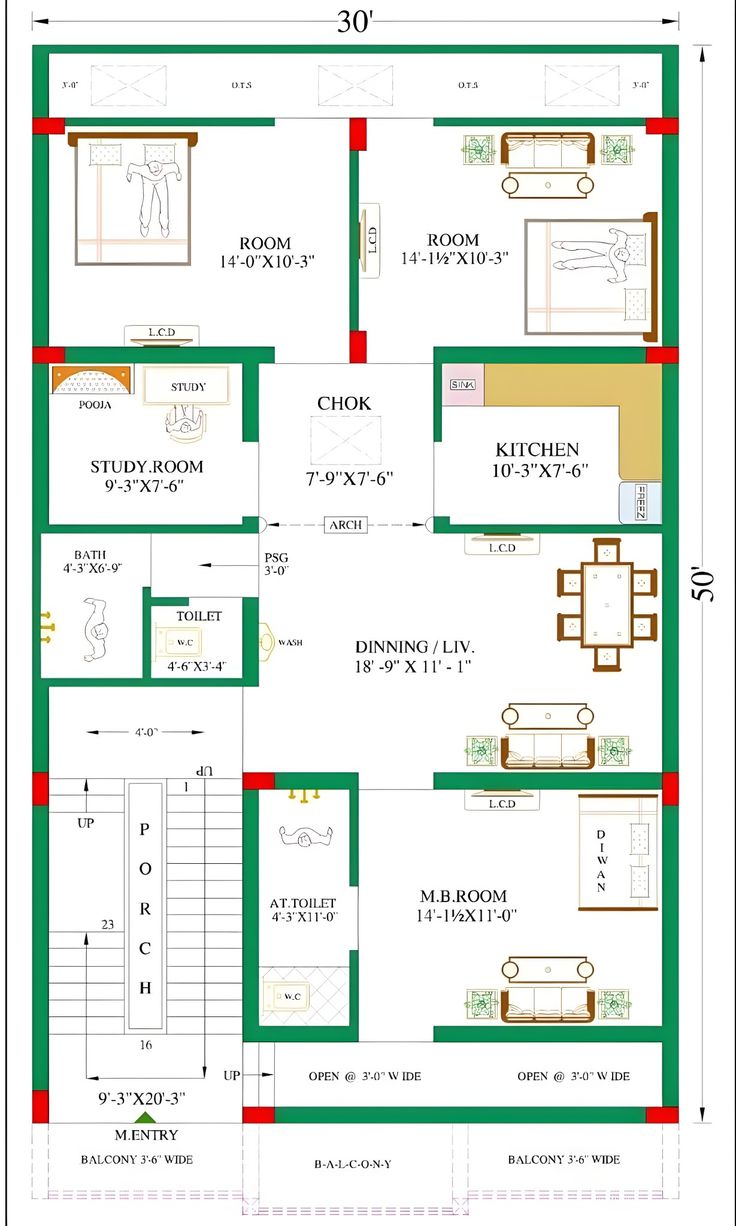 30'
3'-0"
O.T.S
O.T.S
3'-0"
ROOM
14'-0"X10'-3"
L.C.D
ROOM
14'-1½"X10'-3"
L.C.D
POOJA
STUDY
STUDY.ROOM
9'-3"X7'-6"
CHOK
7'-9"X7'-6"
SINK
KITCHEN
10'-3"X7'-6"
FREEZ
ARCH
BATH
4'-3"X6'-9"
PSG
3'-0"
L.C.D
50'
TOILET
W.C
4'-6"X3'-4"
WASH
DINNING / LIV.
18' -9" X 11' - 1"
4'-0"
UP
1
UP
PORCH
23
16
9'-3"X20'-3"
M.ENTRY
UP
AT.TOILET
4'-3"X11'-0"
W.C
L.C.D
DIWAN
M.B.ROOM
14'-1½X11'-0"
OPEN @ 3'-0" WIDE
OPEN @ 3'-0" WIDE
BALCONY 3'-6" WIDE
B-A-L-C-O-N-Y
BALCONY 3'-6" WIDE